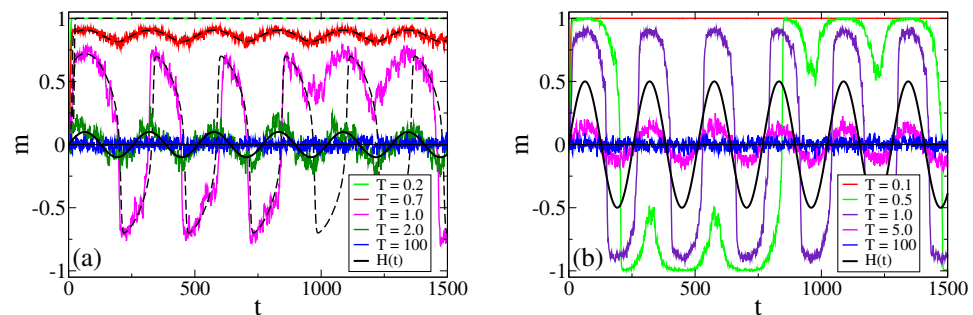 m
1
0.5
0
-0.5
-1
0
500
1000
1500
t
(a)
T = 0.2
T = 0.7
T = 1.0
T = 2.0
T = 100
H(t)
m
1
0.5
0
-0.5
-1
0
500
1000
1500
t
(b)
T = 0.1
T = 0.5
T = 1.0
T = 5.0
T = 100
H(t)